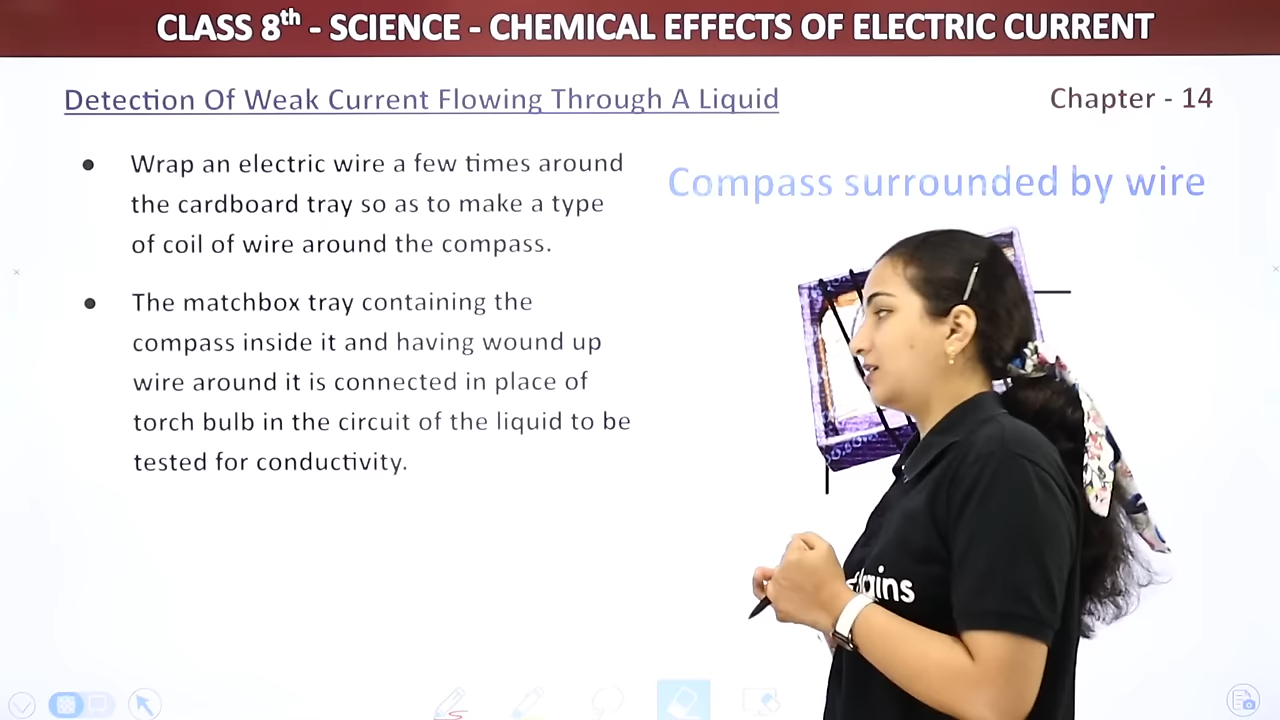 CLASS 8th - SCIENCE - CHEMICAL EFFECTS OF ELECTRIC CURRENT
Detection Of Weak Current Flowing Through A Liquid
Chapter - 14
● Wrap an electric wire a few times around
the cardboard tray so as to make a type
of coil of wire around the compass.
● The matchbox tray containing the
compass inside it and having wound up
wire around it is connected in place of
torch bulb in the circuit of the liquid to be
tested for conductivity.
Compass surrounded by wire